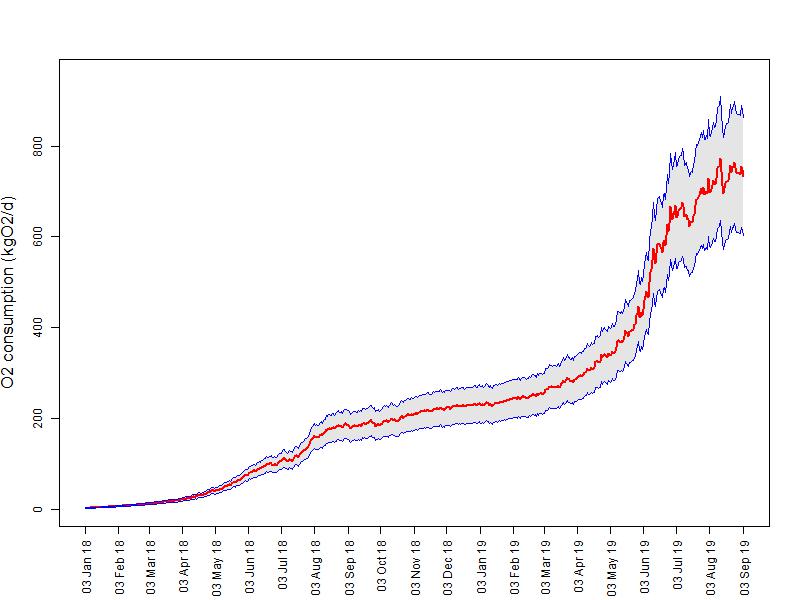 O2 consumption (kgO2/d)
800
600
400
200
0
03 Jan 18
03 Feb 18
03 Mar 18
03 Apr 18
03 May 18
03 Jun 18
03 Jul 18
03 Aug 18
03 Sep 18
03 Oct 18
03 Nov 18
03 Dec 18
03 Jan 19
03 Feb 19
03 Mar 19
03 Apr 19
03 May 19
03 Jun 19
03 Jul 19
03 Aug 19
03 Sep 19